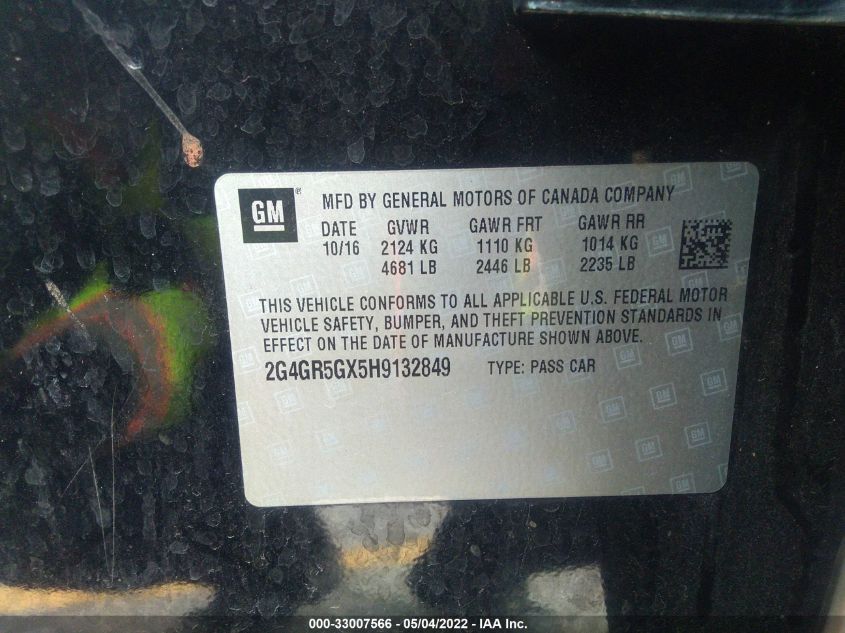 GM ® MFD BY GENERAL MOTORS OF CANADA COMPANY
DATE GVWR GAWR FRT GAWR RR
10/16 2124 KG 1110 KG 1014 KG
4681 LB 2446 LB 2235 LB
THIS VEHICLE CONFORMS TO ALL APPLICABLE U.S. FEDERAL MOTOR
VEHICLE SAFETY, BUMPER, AND THEFT PREVENTION STANDARDS IN
EFFECT ON THE DATE OF MANUFACTURE SHOWN ABOVE.
2G4GR5GX5H9132849 TYPE: PASS CAR
000-33007566 - 05/04/2022 - IAA Inc.